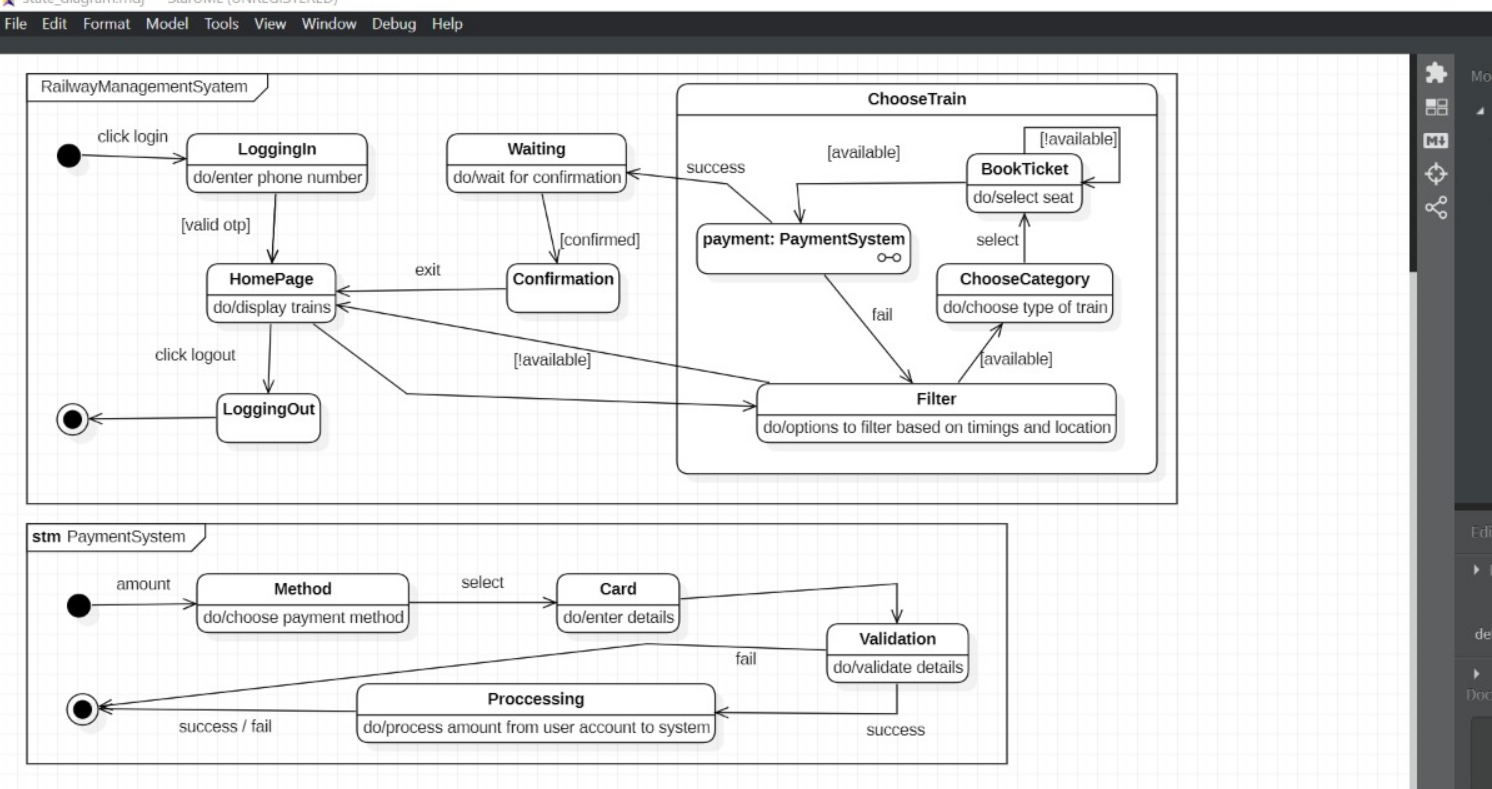 state_diagram.mdj — StarUML (UNREGISTERED)
File Edit Format Model Tools View Window Debug Help
RailwayManagementSyatem
ChooseTrain
click login
LoggingIn
do/enter phone number
Waiting
do/wait for confirmation
success
[available]
[!available]
BookTicket
do/select seat
[valid otp]
[confirmed]
payment: PaymentSystem
select
HomePage
do/display trains
exit
Confirmation
ChooseCategory
do/choose type of train
fail
click logout
[!available]
[available]
LoggingOut
Filter
do/options to filter based on timings and location
stm PaymentSystem
amount
Method
do/choose payment method
select
Card
do/enter details
Validation
do/validate details
fail
Proccessing
do/process amount from user account to system
success / fail
success
M↓